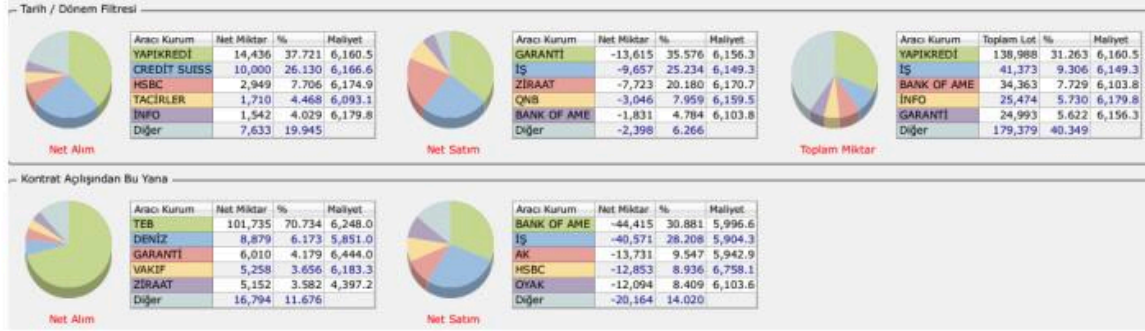 Tarih / Dönem Filtresi
Aracı Kurum Net Miktar % Maliyet
YAPIKREDİ 14,436 37.721 6,160.5
CREDİT SUISS 10,000 26.130 6,166.6
HSBC 2,949 7.706 6,174.9
TACİRLER 1,710 4.468 6,093.1
İNFO 1,542 4.029 6,179.8
Diğer 7,633 19.945
Net Alım
Aracı Kurum Net Miktar % Maliyet
GARANTİ -13,615 35.576 6,156.3
İŞ -9,657 25.234 6,149.3
ZİRAAT -7,723 20.180 6,170.7
QNB -3,046 7.959 6,159.5
BANK OF AME -1,831 4.784 6,103.8
Diğer -2,398 6.266
Net Satım
Aracı Kurum Toplam Lot % Maliyet
YAPIKREDİ 138,988 31.263 6,160.5
İŞ 41,373 9.306 6,149.3
BANK OF AME 34,363 7.729 6,103.8
İNFO 25,474 5.730 6,179.8
GARANTİ 24,993 5.622 6,156.3
Diğer 179,379 40.349
Toplam Miktar
Kontrat Açılışından Bu Yana
Aracı Kurum Net Miktar % Maliyet
TEB 101,735 70.734 6,248.0
DENİZ 8,879 6.173 5,851.0
GARANTİ 6,010 4.179 6,444.0
VAKIF 5,258 3.656 6,183.3
ZİRAAT 5,152 3.582 4,397.2
Diğer 16,794 11.676
Net Alım
Aracı Kurum Net Miktar % Maliyet
BANK OF AME -44,415 30.881 5,996.6
İŞ -40,571 28.208 5,904.3
AK -13,731 9.547 5,942.9
HSBC -12,853 8.936 6,758.1
OYAK -12,094 8.409 6,103.6
Diğer -20,164 14.020
Net Satım